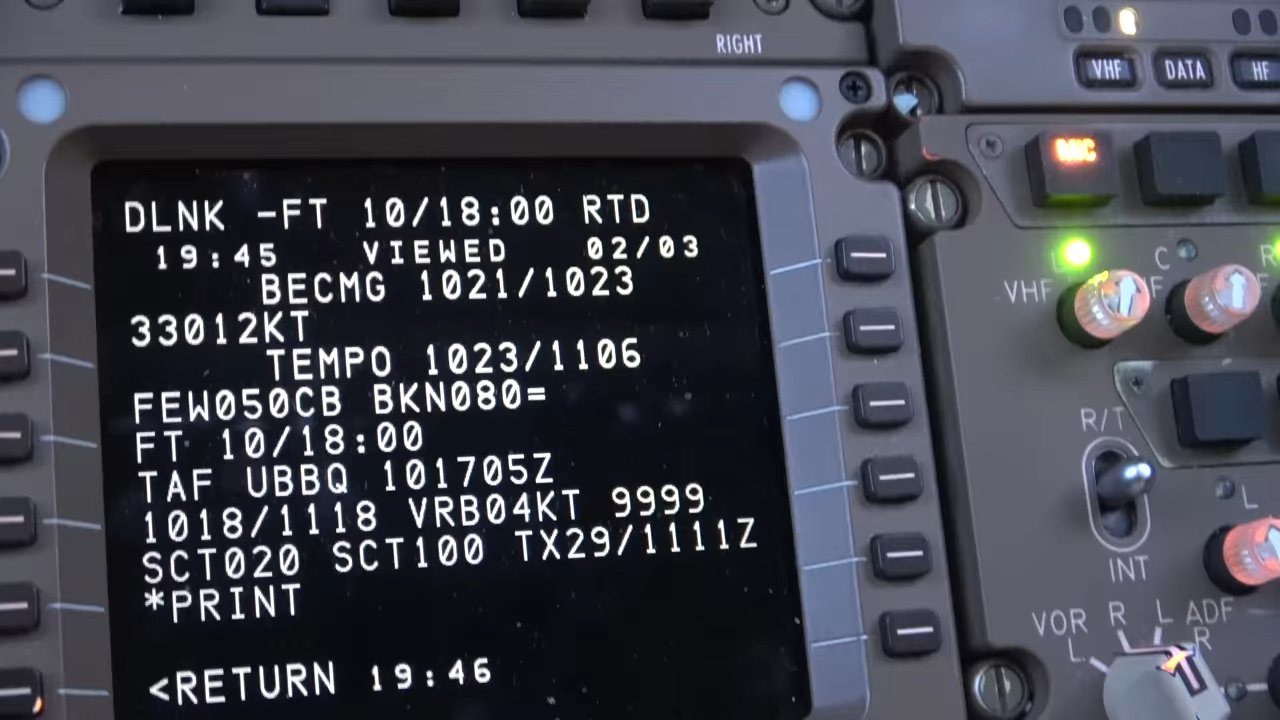 RIGHT
VHF DATA HF
MIC
DLNK -FT 10/18:00 RTD
19:45 VIEWED 02/03
BECMG 1021/1023
33012KT
TEMPO 1023/1106
FEW050CB BKN080=
FT 10/18:00
TAF UBBQ 101705Z
1018/1118 VRB04KT 9999
SCT020 SCT100 TX29/1111Z
*PRINT
<RETURN 19:46
L C R
VHF
R/T
INT
L
VOR R L ADF
L R